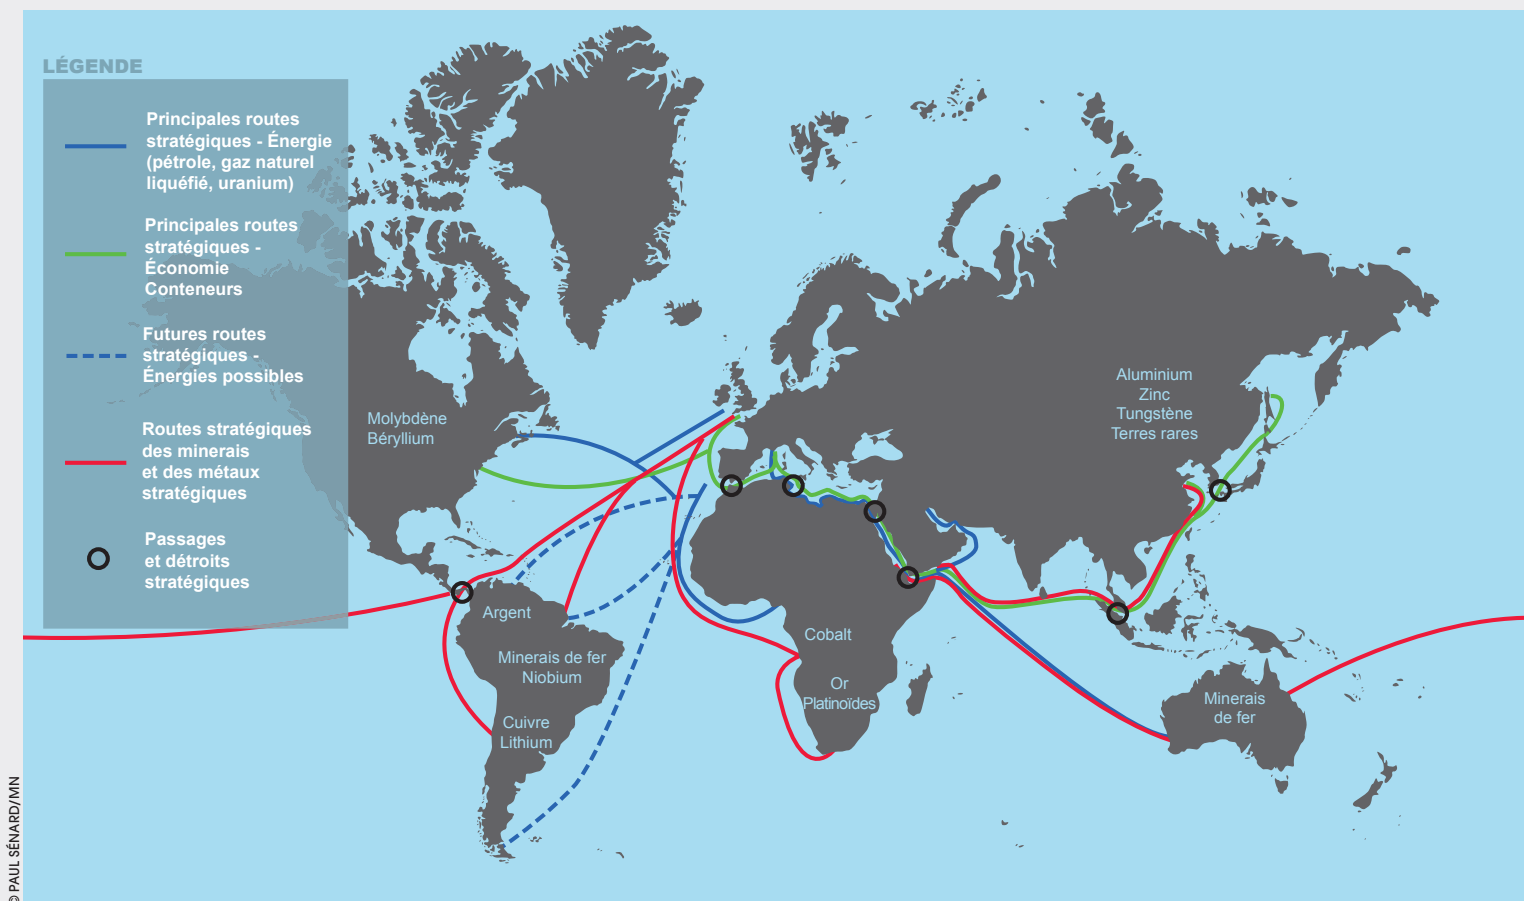 LÉGENDE
Principales routes
stratégiques - Énergie
(pétrole, gaz naturel
liquéfié, uranium)
Principales routes
stratégiques -
Économie
Conteneurs
Futures routes
stratégiques -
Énergies possibles
Routes stratégiques
des minerais
et des métaux
stratégiques
Passages
et détroits
stratégiques
Molybdène
Béryllium
Aluminium
Zinc
Tungstène
Terres rares
Argent
Minerais de fer
Niobium
Cuivre
Lithium
Cobalt
Or
Platinoïdes
Minerais
de fer
© PAUL SÉNARD/MN